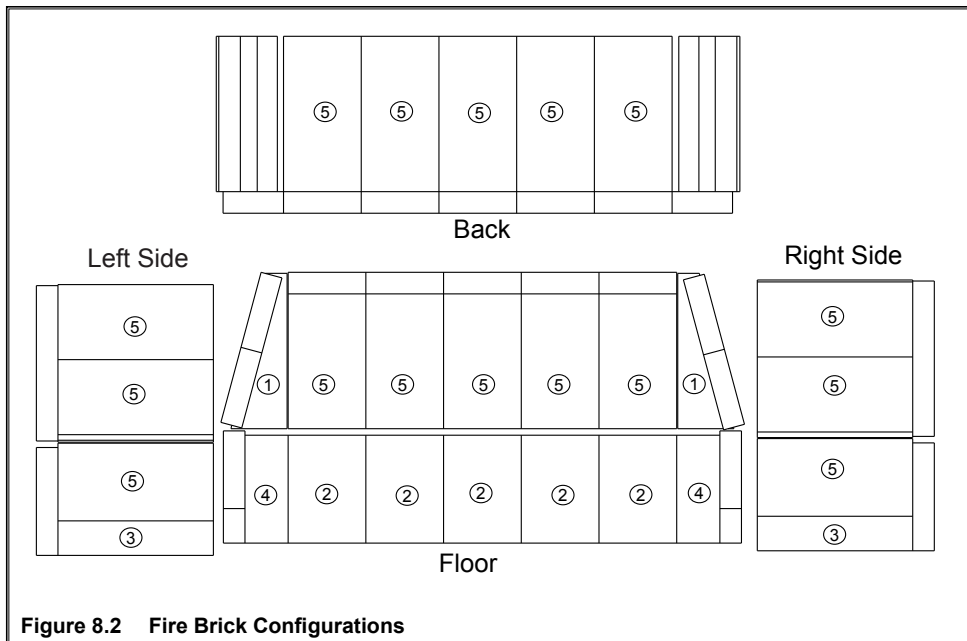 5 5 5 5 5
Back
Left Side
Right Side
5
5
5
3
1 5 5 5 5 5 1
4 2 2 2 2 2 4
Floor
5
5
5
3
Figure 8.2 Fire Brick Configurations